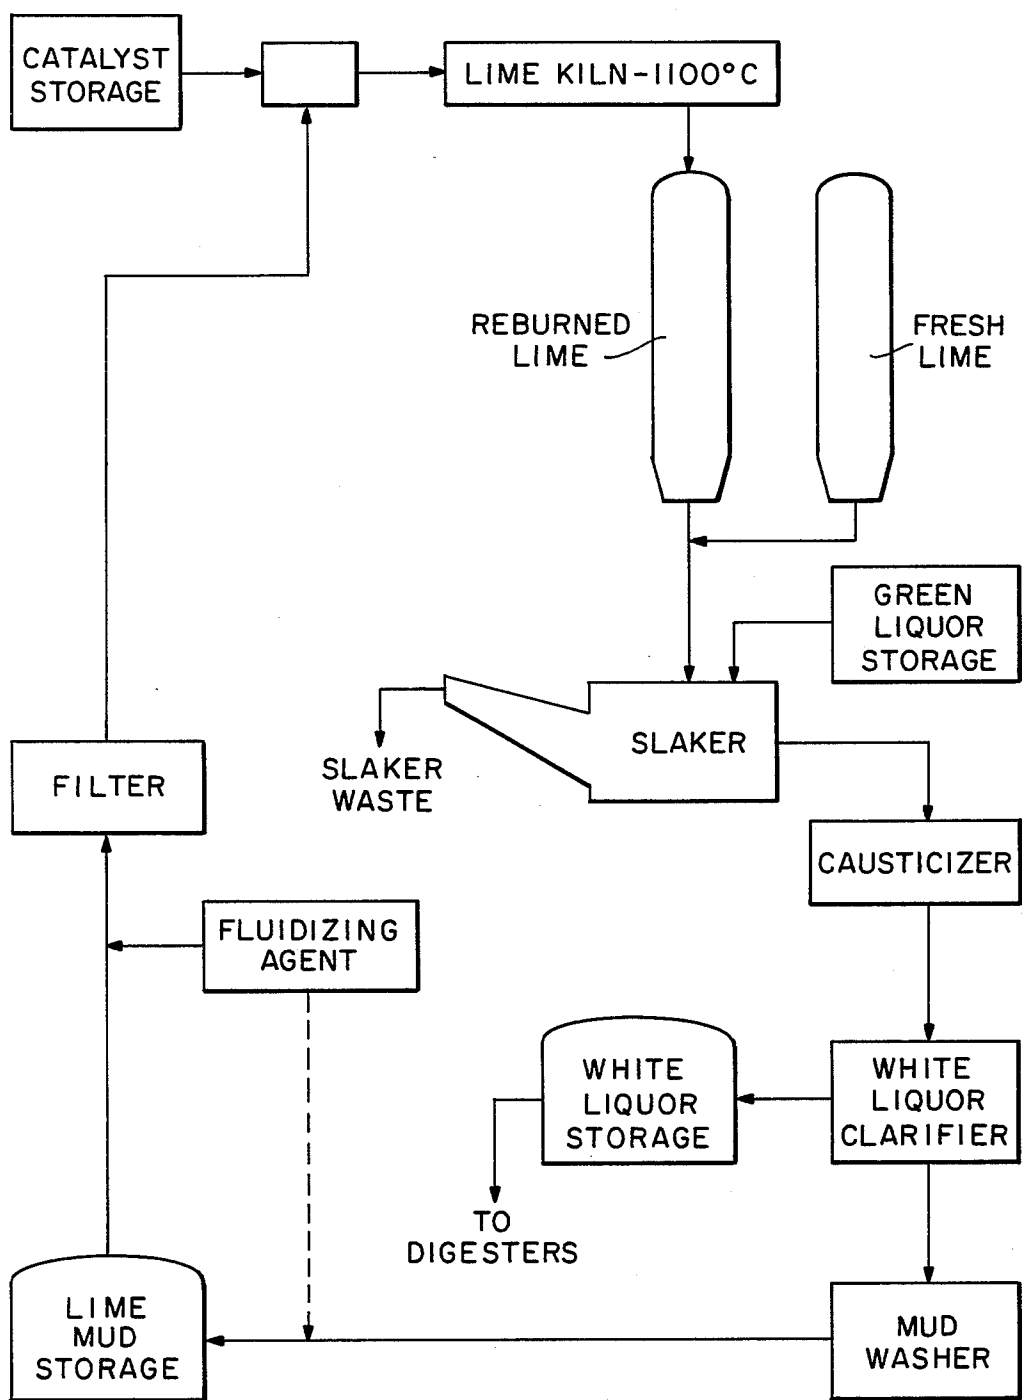 CATALYST
STORAGE
LIME KILN-1100°C
REBURNED
LIME
FRESH
LIME
GREEN
LIQUOR
STORAGE
SLAKER
SLAKER
WASTE
FILTER
CAUSTICIZER
FLUIDIZING
AGENT
WHITE
LIQUOR
STORAGE
WHITE
LIQUOR
CLARIFIER
TO
DIGESTERS
LIME
MUD
STORAGE
MUD
WASHER